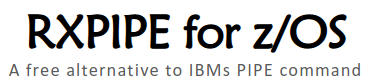 RXPIPE for z/OS
A free alternative to IBMs PIPE command